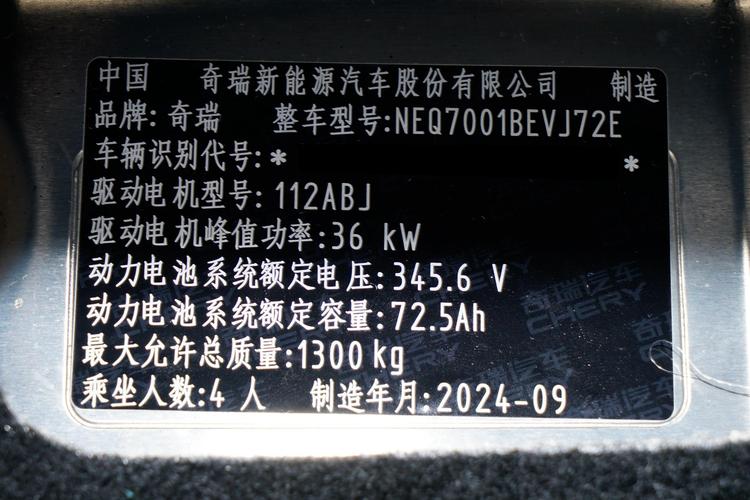 中国 奇瑞新能源汽车股份有限公司 制造
品牌: 奇瑞 整车型号:NEQ7001BEVJ72E
车辆识别代号:* *
驱动电机型号: 112ABJ
驱动电机峰值功率:36 kW
动力电池系统额定电压:345.6 V
动力电池系统额定容量:72.5Ah
最大允许总质量:1300kg
乘坐人数:4 人 制造年月:2024-09
CHERY